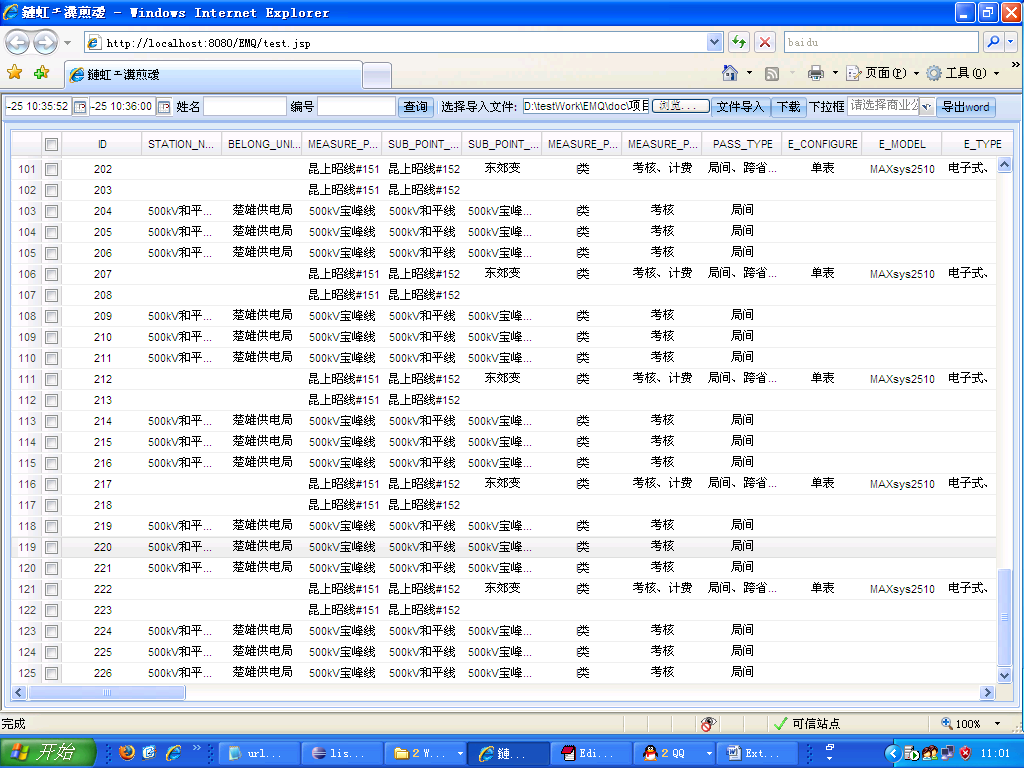 鏈虹ㄓ瀵煎嚭 - Windows Internet Explorer
http://localhost:8080/EMQ/test.jsp
baidu
页面(P)
工具(O)
»
-25 10:35:52 -25 10:36:00 姓名 编号 查询 选择导入文件: D:\testWork\EMQ\doc\项目 浏览... 文件导入 下载 下拉框 请选择商业公 导出word
ID STATION_N... BELONG_UNI... MEASURE_P... SUB_POINT_... SUB_POINT_... MEASURE_P... MEASURE_P... PASS_TYPE E_CONFIGURE E_MODEL E_TYPE
101 202 昆上昭线#151 昆上昭线#152 东郊变 类 考核、计费 局间、跨省... 单表 MAXsys2510 电子式、
102 203 昆上昭线#151 昆上昭线#152
103 204 500kV和平... 楚雄供电局 500kV宝峰线 500kV和平线 500kV宝峰... 类 考核 局间
104 205 500kV和平... 楚雄供电局 500kV宝峰线 500kV和平线 500kV宝峰... 类 考核 局间
105 206 500kV和平... 楚雄供电局 500kV宝峰线 500kV和平线 500kV宝峰... 类 考核 局间
106 207 昆上昭线#151 昆上昭线#152 东郊变 类 考核、计费 局间、跨省... 单表 MAXsys2510 电子式、
107 208 昆上昭线#151 昆上昭线#152
108 209 500kV和平... 楚雄供电局 500kV宝峰线 500kV和平线 500kV宝峰... 类 考核 局间
109 210 500kV和平... 楚雄供电局 500kV宝峰线 500kV和平线 500kV宝峰... 类 考核 局间
110 211 500kV和平... 楚雄供电局 500kV宝峰线 500kV和平线 500kV宝峰... 类 考核 局间
111 212 昆上昭线#151 昆上昭线#152 东郊变 类 考核、计费 局间、跨省... 单表 MAXsys2510 电子式、
112 213 昆上昭线#151 昆上昭线#152
113 214 500kV和平... 楚雄供电局 500kV宝峰线 500kV和平线 500kV宝峰... 类 考核 局间
114 215 500kV和平... 楚雄供电局 500kV宝峰线 500kV和平线 500kV宝峰... 类 考核 局间
115 216 500kV和平... 楚雄供电局 500kV宝峰线 500kV和平线 500kV宝峰... 类 考核 局间
116 217 昆上昭线#151 昆上昭线#152 东郊变 类 考核、计费 局间、跨省... 单表 MAXsys2510 电子式、
117 218 昆上昭线#151 昆上昭线#152
118 219 500kV和平... 楚雄供电局 500kV宝峰线 500kV和平线 500kV宝峰... 类 考核 局间
119 220 500kV和平... 楚雄供电局 500kV宝峰线 500kV和平线 500kV宝峰... 类 考核 局间
120 221 500kV和平... 楚雄供电局 500kV宝峰线 500kV和平线 500kV宝峰... 类 考核 局间
121 222 昆上昭线#151 昆上昭线#152 东郊变 类 考核、计费 局间、跨省... 单表 MAXsys2510 电子式、
122 223 昆上昭线#151 昆上昭线#152
123 224 500kV和平... 楚雄供电局 500kV宝峰线 500kV和平线 500kV宝峰... 类 考核 局间
124 225 500kV和平... 楚雄供电局 500kV宝峰线 500kV和平线 500kV宝峰... 类 考核 局间
125 226 500kV和平... 楚雄供电局 500kV宝峰线 500kV和平线 500kV宝峰... 类 考核 局间
完成 可信站点 100%
开始 » url... lis... 2 W... 鏈... Edi... 2 QQ Ext... 11:01